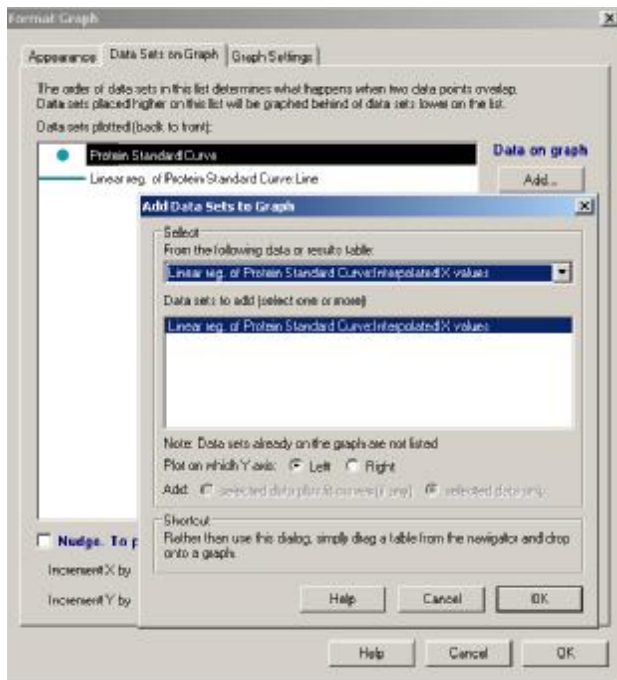 Format Graph
Appearance
Data Sets on Graph
Graph Settings
The order of data sets in this list determines what happens when two data points overlap.
Data sets placed higher on this list will be graphed behind of data sets lower on the list.
Data sets plotted (back to front):
Data on graph
Protein Standard Curve
Linear reg. of Protein Standard Curve:Line
Add...
Add Data Sets to Graph
Select
From the following data or results table:
Linear reg. of Protein Standard Curve:Interpolated X values
Data sets to add (select one or more)
Linear reg. of Protein Standard Curve:Interpolated X values
Note: Data sets already on the graph are not listed
Plot on which Y axis: Left Right
Add: selected data plus fit curves (if any) selected data only
Shortcut
Rather than use this dialog, simply drag a table from the navigator and drop
onto a graph.
Nudge. To p
Increment X by
Increment Y by
Help Cancel OK
Help Cancel OK